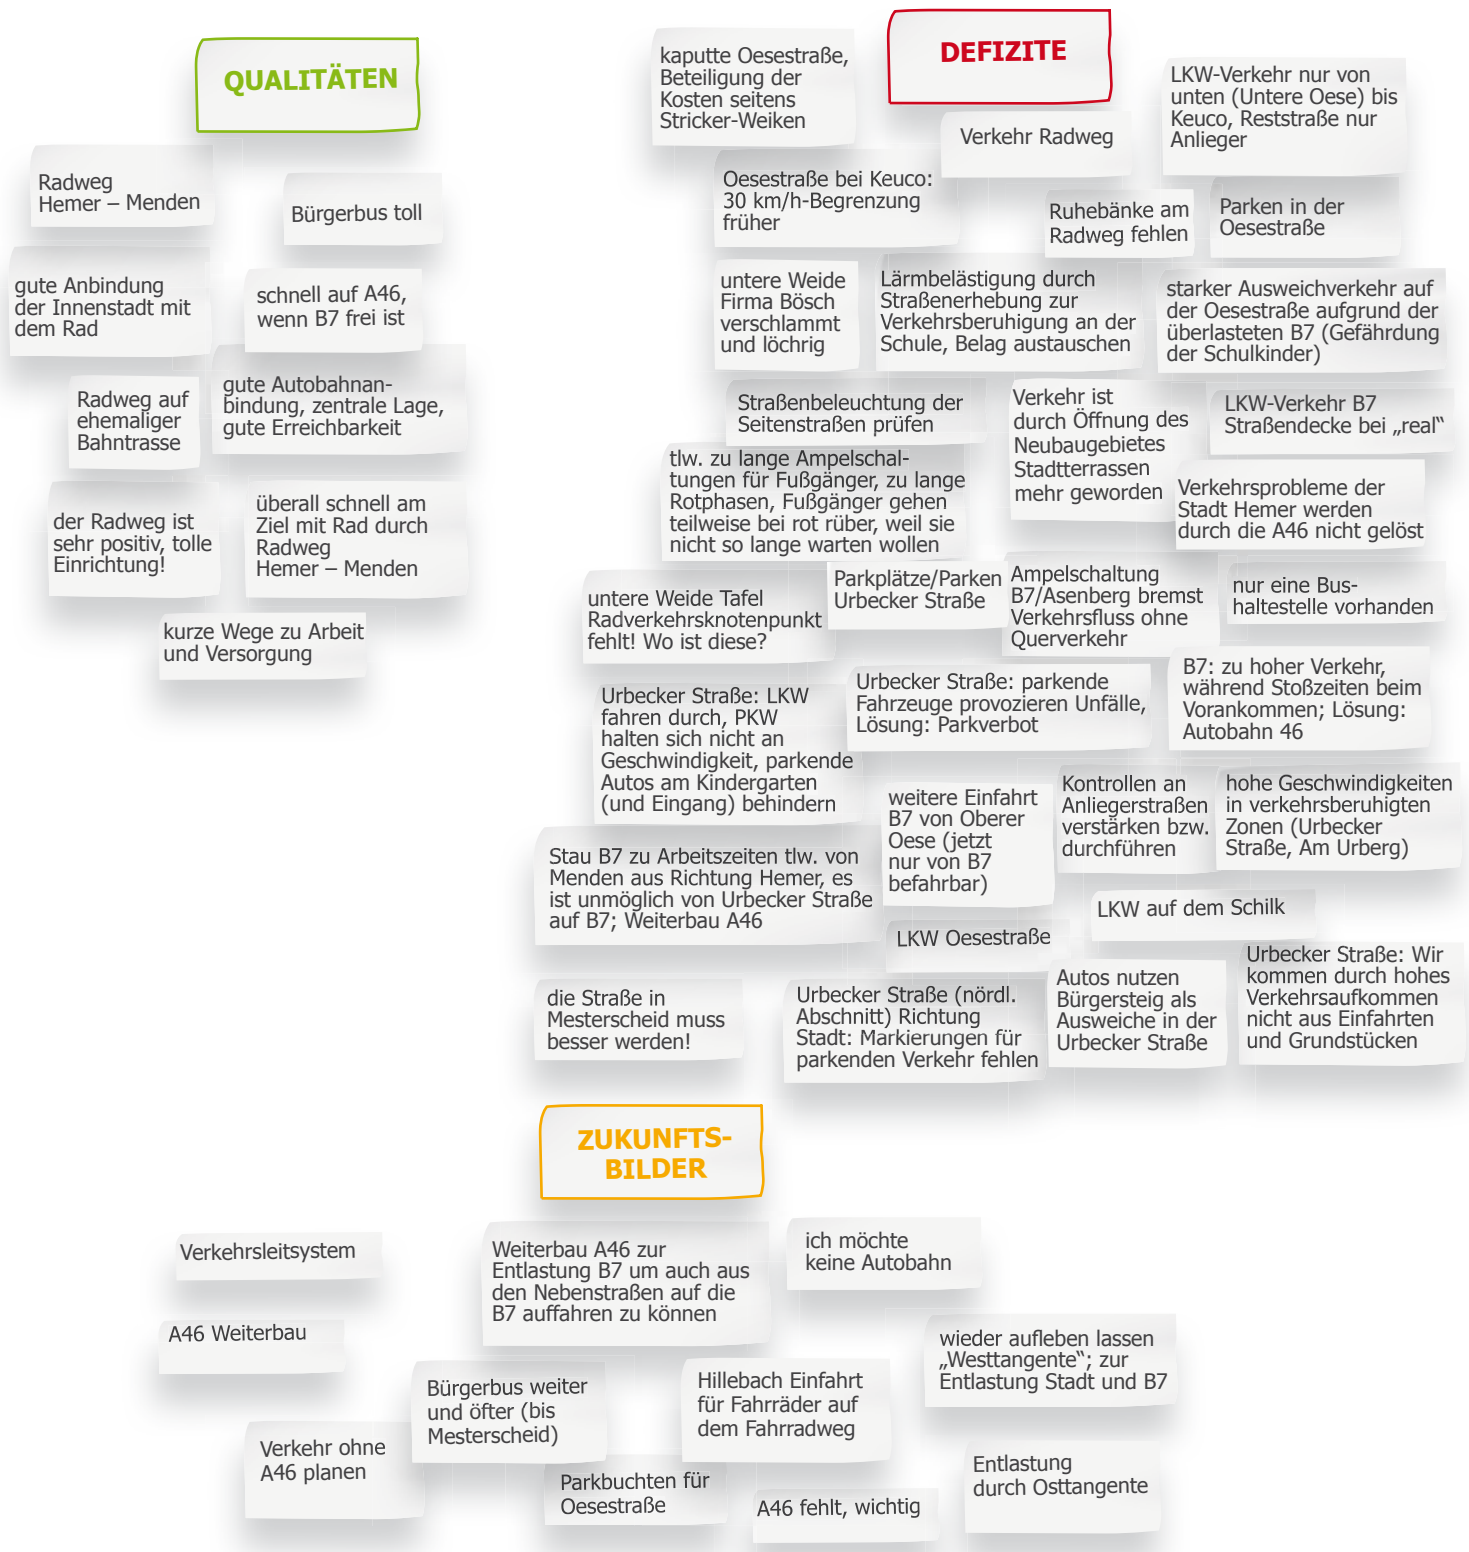 QUALITÄTEN
Radweg
Hemer – Menden
Bürgerbus toll
gute Anbindung
der Innenstadt mit
dem Rad
schnell auf A46,
wenn B7 frei ist
Radweg auf
ehemaliger
Bahntrasse
gute Autobahnan-
bindung, zentrale Lage,
gute Erreichbarkeit
der Radweg ist
sehr positiv, tolle
Einrichtung!
überall schnell am
Ziel mit Rad durch
Radweg
Hemer – Menden
kurze Wege zu Arbeit
und Versorgung
DEFIZITE
kaputte Oesestraße,
Beteiligung der
Kosten seitens
Stricker-Weiken
Verkehr Radweg
LKW-Verkehr nur von
unten (Untere Oese) bis
Keuco, Reststraße nur
Anlieger
Oesestraße bei Keuco:
30 km/h-Begrenzung
früher
Ruhebänke am
Radweg fehlen
Parken in der
Oesestraße
untere Weide
Firma Bösch
verschlammt
und löchrig
Lärmbelästigung durch
Straßenerhebung zur
Verkehrsberuhigung an der
Schule, Belag austauschen
starker Ausweichverkehr auf
der Oesestraße aufgrund der
überlasteten B7 (Gefährdung
der Schulkinder)
Straßenbeleuchtung der
Seitenstraßen prüfen
Verkehr ist
durch Öffnung des
Neubaugebietes
Stadtterrassen
mehr geworden
LKW-Verkehr B7
Straßendecke bei „real“
tlw. zu lange Ampelschal-
tungen für Fußgänger, zu lange
Rotphasen, Fußgänger gehen
teilweise bei rot rüber, weil sie
nicht so lange warten wollen
Verkehrsprobleme der
Stadt Hemer werden
durch die A46 nicht gelöst
untere Weide Tafel
Radverkehrsknotenpunkt
fehlt! Wo ist diese?
Parkplätze/Parken
Urbecker Straße
Ampelschaltung
B7/Asenberg bremst
Verkehrsfluss ohne
Querverkehr
nur eine Bus-
haltestelle vorhanden
Urbecker Straße: LKW
fahren durch, PKW
halten sich nicht an
Geschwindigkeit, parkende
Autos am Kindergarten
(und Eingang) behindern
Urbecker Straße: parkende
Fahrzeuge provozieren Unfälle,
Lösung: Parkverbot
B7: zu hoher Verkehr,
während Stoßzeiten beim
Vorankommen; Lösung:
Autobahn 46
weitere Einfahrt
B7 von Oberer
Oese (jetzt
nur von B7
befahrbar)
Kontrollen an
Anliegerstraßen
verstärken bzw.
durchführen
hohe Geschwindigkeiten
in verkehrsberuhigten
Zonen (Urbecker
Straße, Am Urberg)
Stau B7 zu Arbeitszeiten tlw. von
Menden aus Richtung Hemer, es
ist unmöglich von Urbecker Straße
auf B7; Weiterbau A46
LKW auf dem Schilk
LKW Oesestraße
die Straße in
Mesterscheid muss
besser werden!
Urbecker Straße (nördl.
Abschnitt) Richtung
Stadt: Markierungen für
parkenden Verkehr fehlen
Autos nutzen
Bürgersteig als
Ausweiche in der
Urbecker Straße
Urbecker Straße: Wir
kommen durch hohes
Verkehrsaufkommen
nicht aus Einfahrten
und Grundstücken
ZUKUNFTS-
BILDER
Verkehrsleitsystem
Weiterbau A46 zur
Entlastung B7 um auch aus
den Nebenstraßen auf die
B7 auffahren zu können
ich möchte
keine Autobahn
A46 Weiterbau
wieder aufleben lassen
„Westtangente“; zur
Entlastung Stadt und B7
Bürgerbus weiter
und öfter (bis
Mesterscheid)
Hillebach Einfahrt
für Fahrräder auf
dem Fahrradweg
Verkehr ohne
A46 planen
Parkbuchten für
Oesestraße
A46 fehlt, wichtig
Entlastung
durch Osttangente